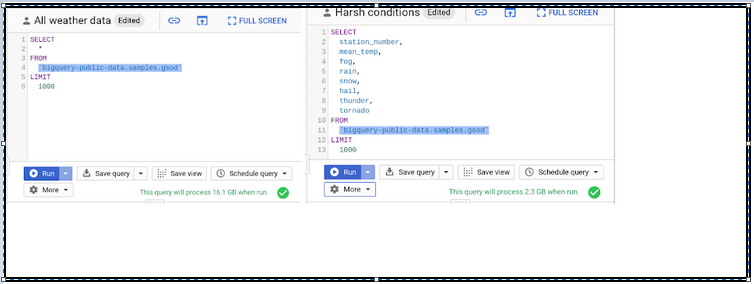 All weather data Edited FULL SCREEN
1 SELECT
2 *
3 FROM
4 `bigquery-public-data.samples.gsod`
5 LIMIT
6 1000
Run Save query Save view Schedule query
More This query will process 16.1 GB when run.
Harsh conditions Edited FULL SCREEN
1 SELECT
2 station_number,
3 mean_temp,
4 fog,
5 rain,
6 snow,
7 hail,
8 thunder,
9 tornado
10 FROM
11 `bigquery-public-data.samples.gsod`
12 LIMIT
13 1000
Run Save query Save view Schedule query
More This query will process 2.3 GB when run.